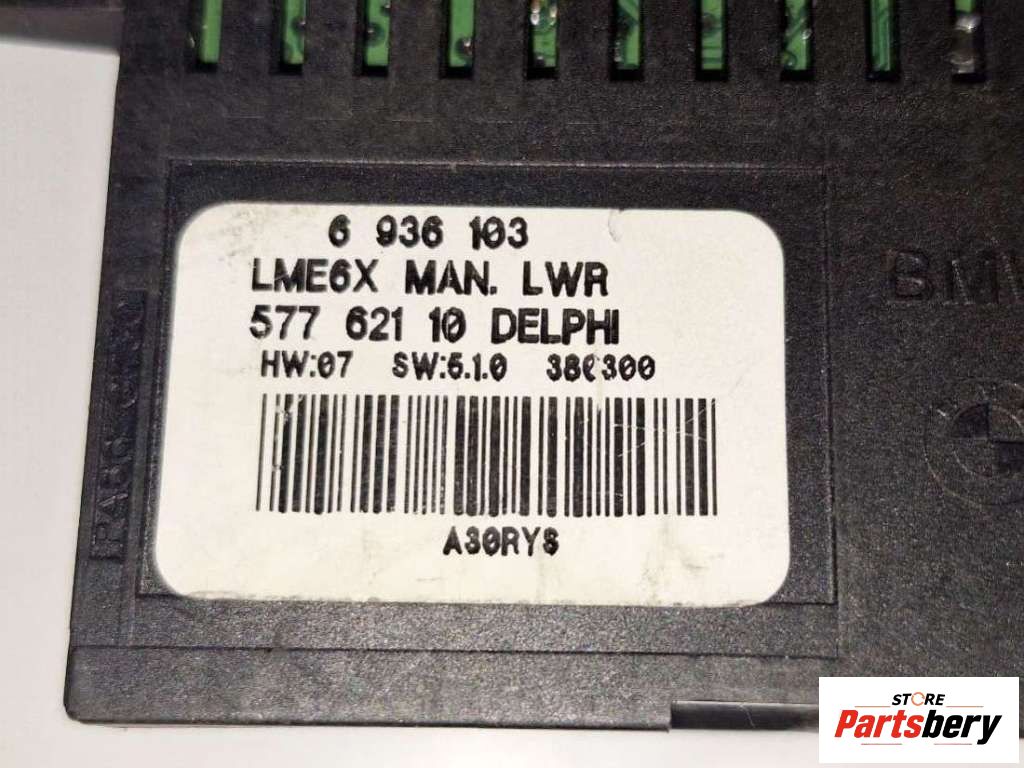 6 936 103
LME6X MAN. LWR
577 621 10 DELPHI
HW:07 SW:5.1.0
A30RYS
BMW
STORE
Partsbery